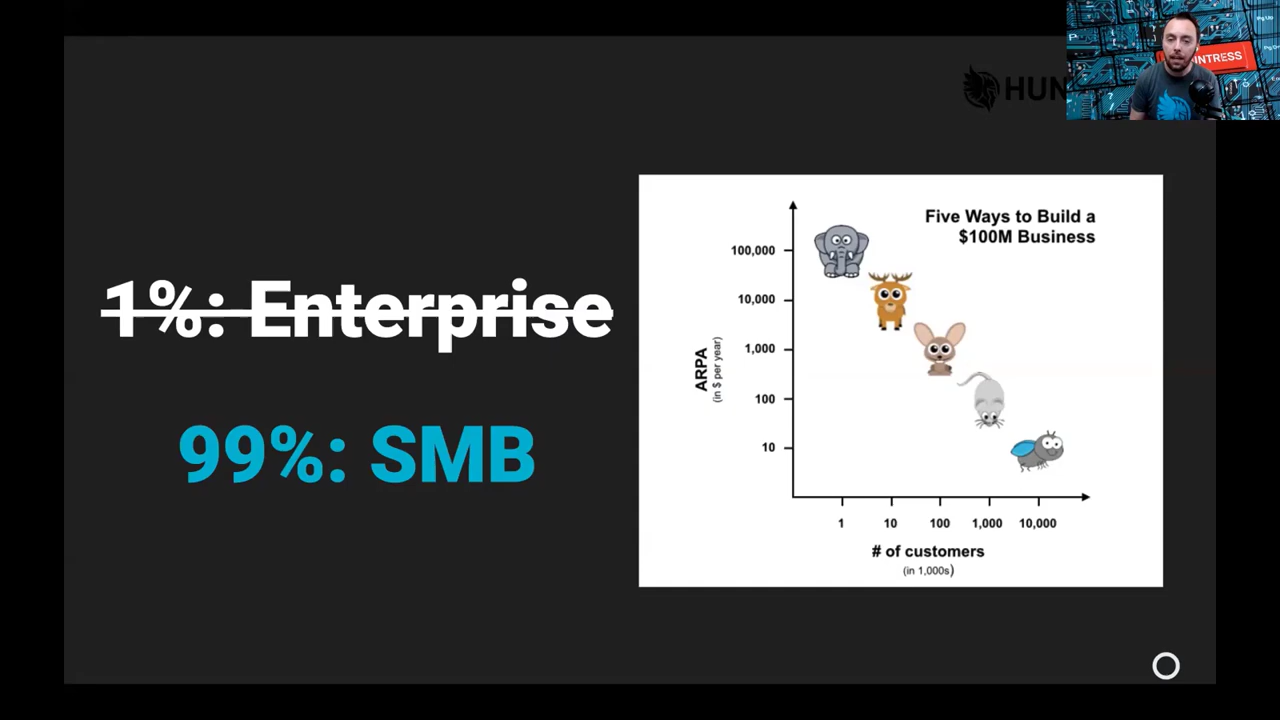 HUN
NTRESS
1%: Enterprise
99%: SMB
Five Ways to Build a
$100M Business
ARPA
(in $ per year)
100,000
10,000
1,000
100
10
1
10
100
1,000
10,000
# of customers
(in 1,000s)